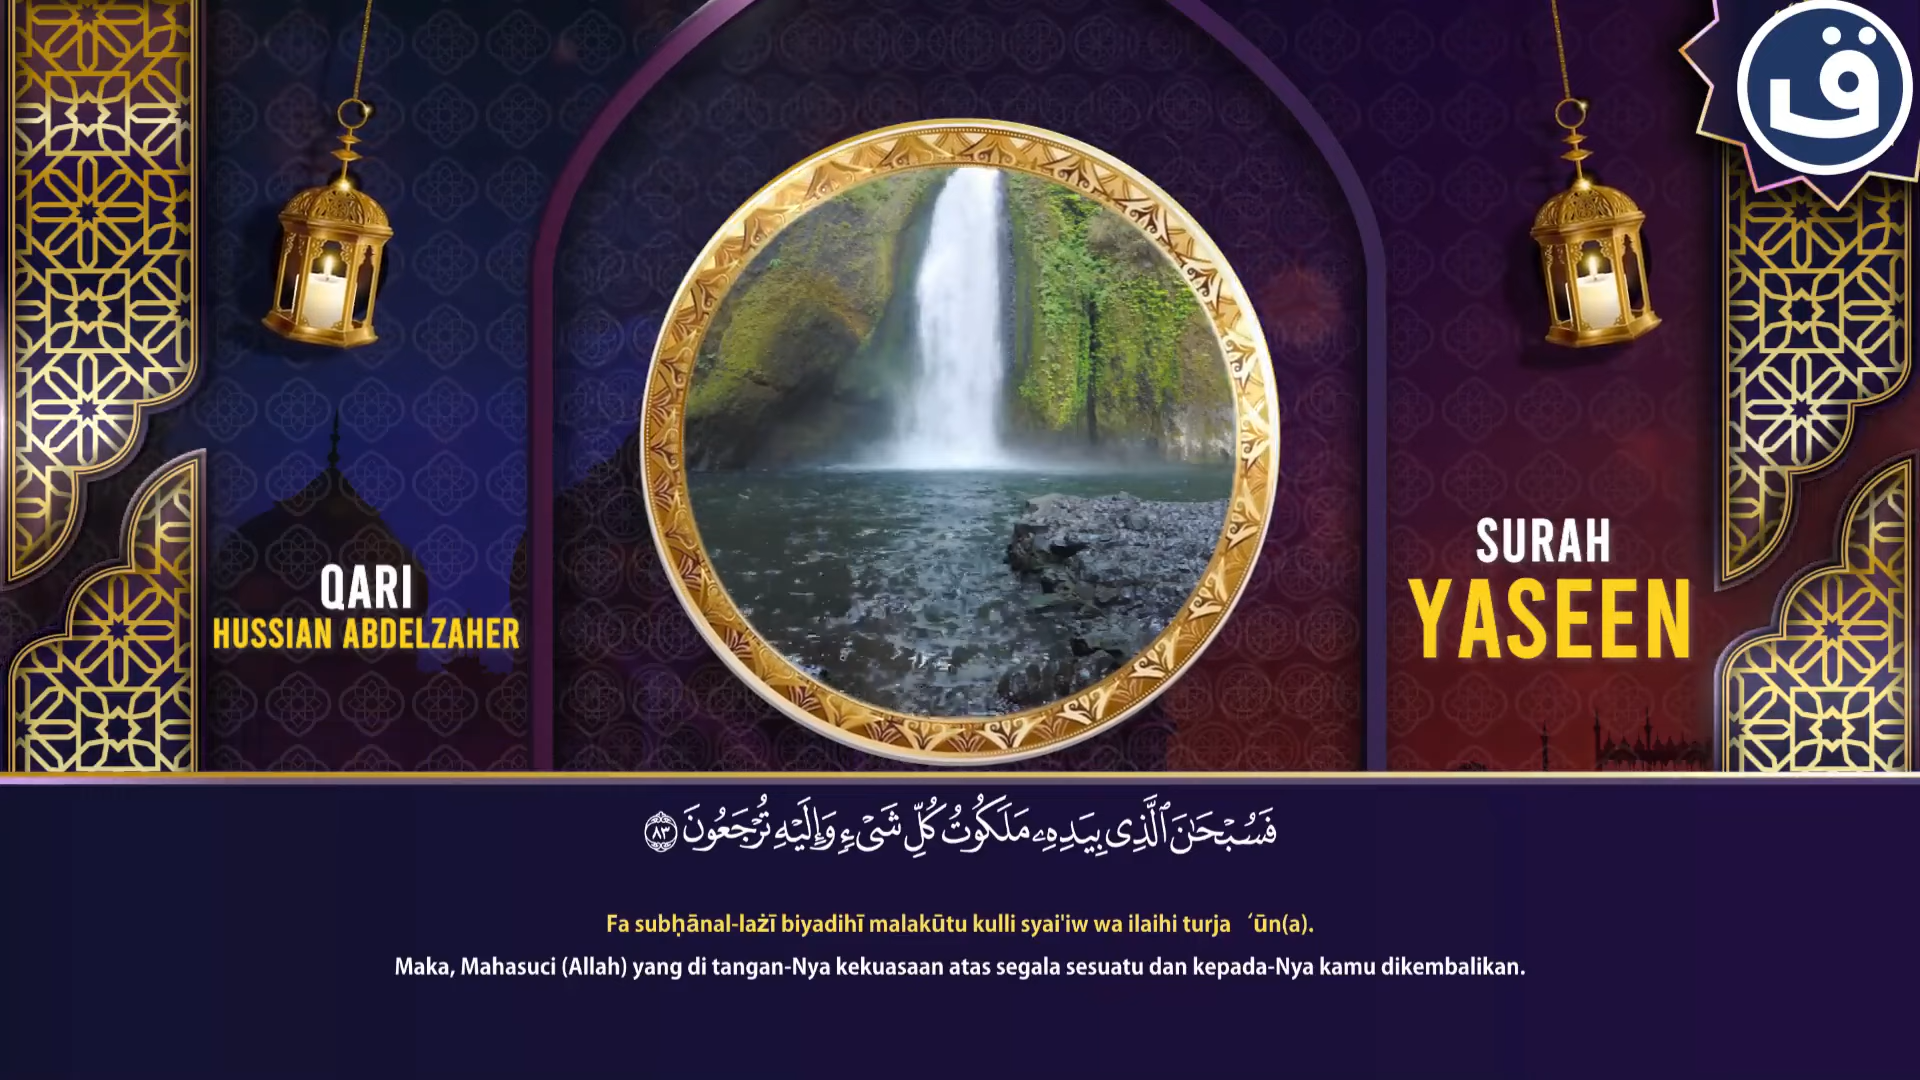 ق
QARI
HUSSIAN ABDELZAHER
SURAH
YASEEN
فَسُبْحَـٰنَ ٱلَّذِى بِيَدِهِۦ مَلَكُوتُ كُلِّ شَىْءٍ وَإِلَيْهِ تُرْجَعُونَ ٨٣
Fa subḥānal-lażī biyadihī malakūtu kulli syai'iw wa ilaihi turja ‘ūn(a).
Maka, Mahasuci (Allah) yang di tangan-Nya kekuasaan atas segala sesuatu dan kepada-Nya kamu dikembalikan.